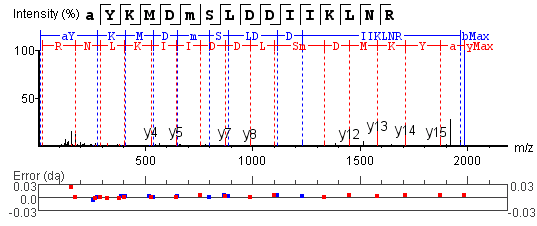 Intensity (%) a Y K M D m S L D D I I K L N R
aY K M D m S LD D IIKLNR bMax
R N L K I I D D L Sm D M K Y a yMax
100
50
y4 y5 y7 y8 y12 y13 y14 y15
500 1000 1500 2000 m/z
Error (da)
0.03 0.03
0.0 0.0
-0.03 -0.03